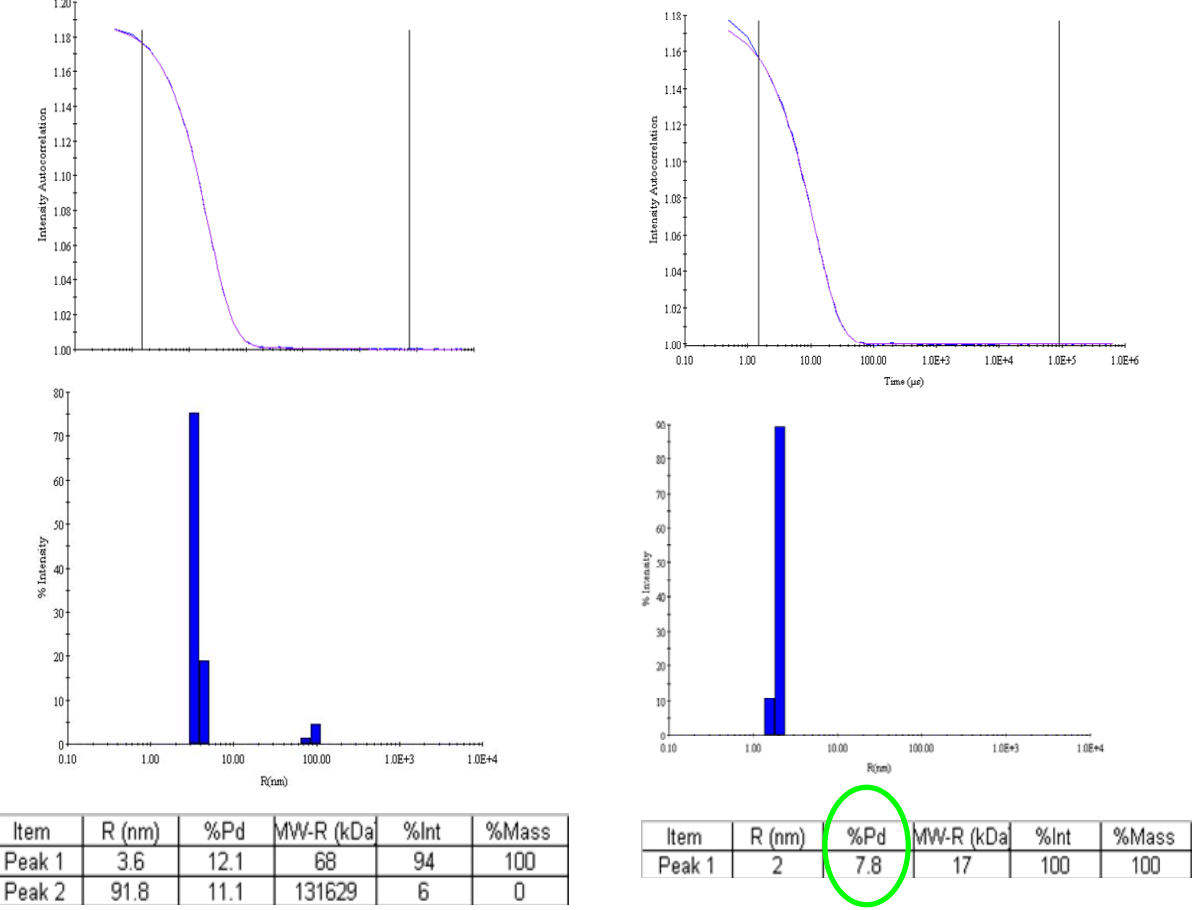 1.20
1.18
1.16
1.14
1.12
1.10
1.08
1.06
1.04
1.02
1.00
Intensity Autocorrelation
1.18
1.16
1.14
1.12
1.10
1.08
1.06
1.04
1.02
1.00
Intensity Autocorrelation
0.10 1.00 10.00 100.00 1.0E+3 1.0E+4 1.0E+5 1.0E+6
Time (µs)
80
70
60
50
40
30
20
10
0
% Intensity
0.10 1.00 10.00 100.00 1.0E+3 1.0E+4
R(nm)
90
80
70
60
50
40
30
20
10
0
% Intensity
0.10 1.00 10.00 100.00 1.0E+3 1.0E+4
R(nm)
Item R (nm) %Pd MW-R (kDa) %Int %Mass
Peak 1 3.6 12.1 68 94 100
Peak 2 91.8 11.1 131629 6 0
Item R (nm) %Pd MW-R (kDa) %Int %Mass
Peak 1 2 7.8 17 100 100